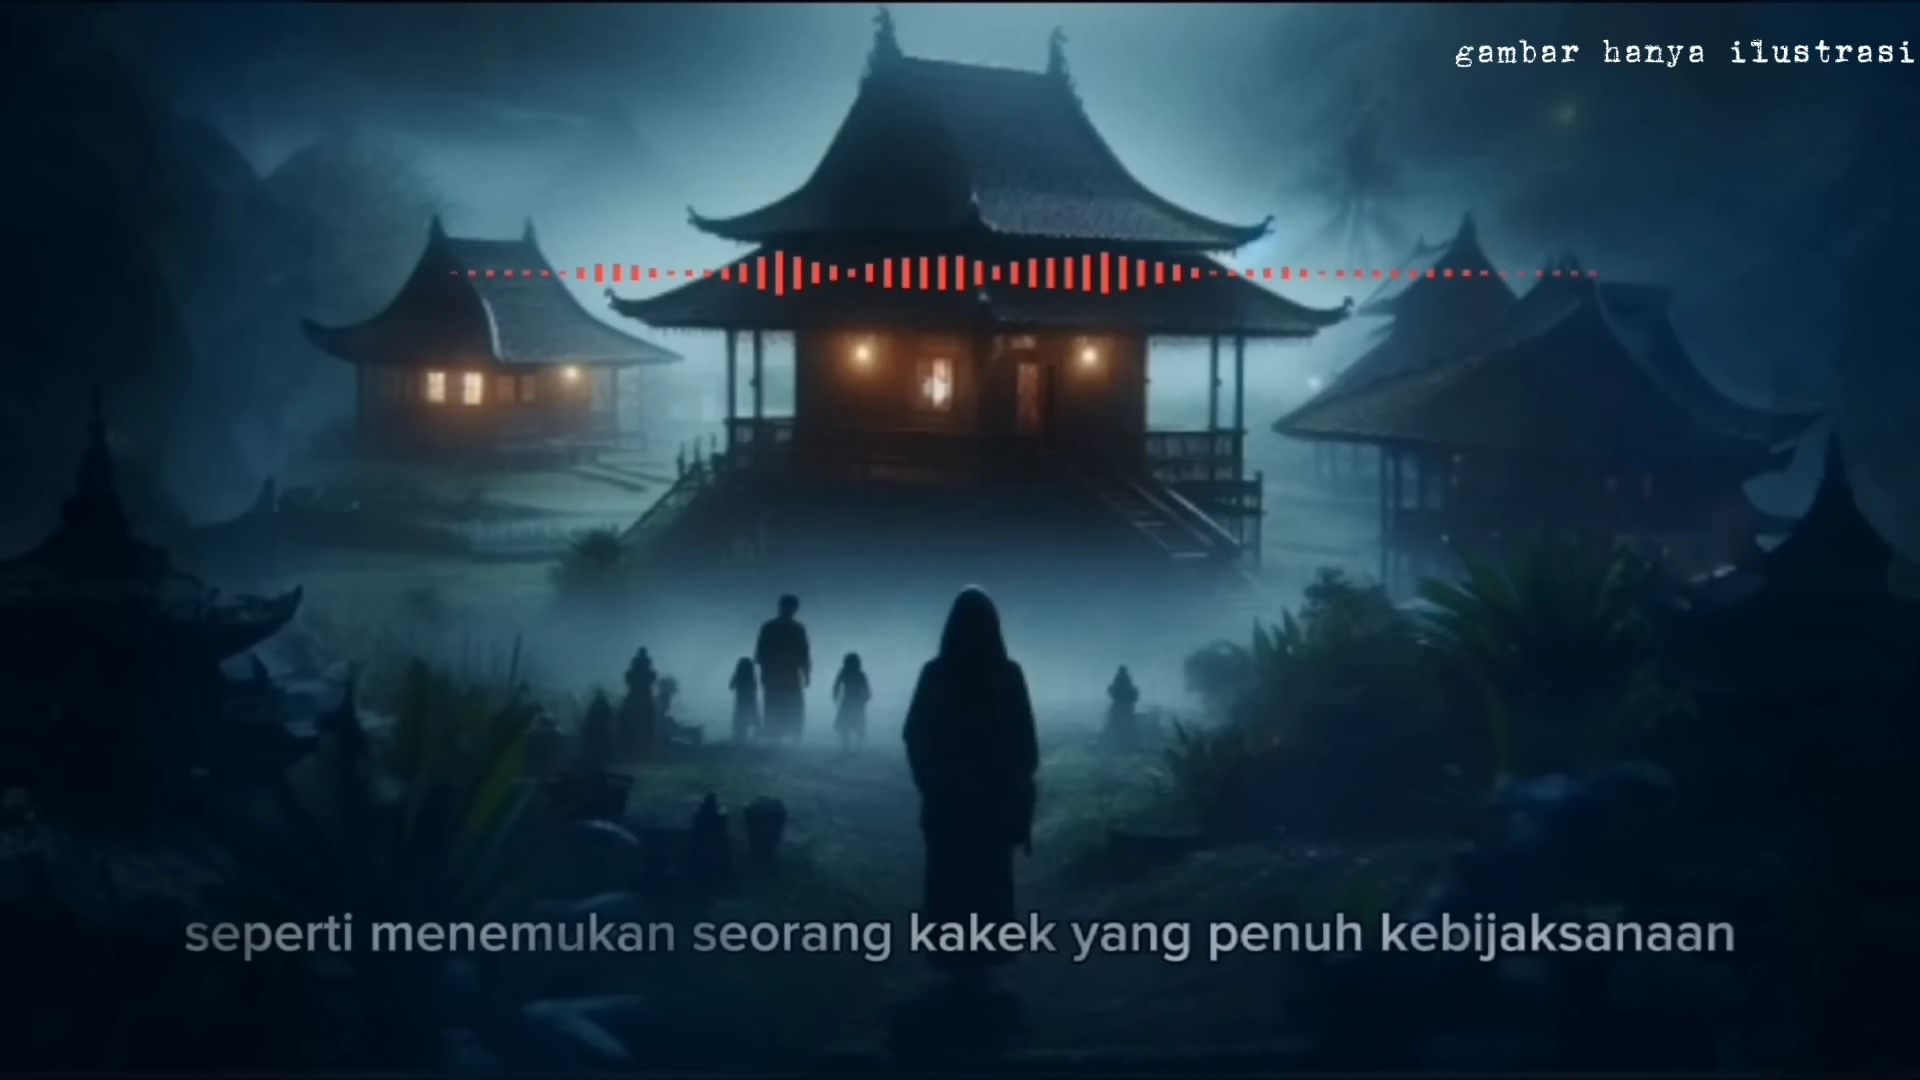 gambar hanya ilustrasi
seperti menemukan seorang kakek yang penuh kebijaksanaan